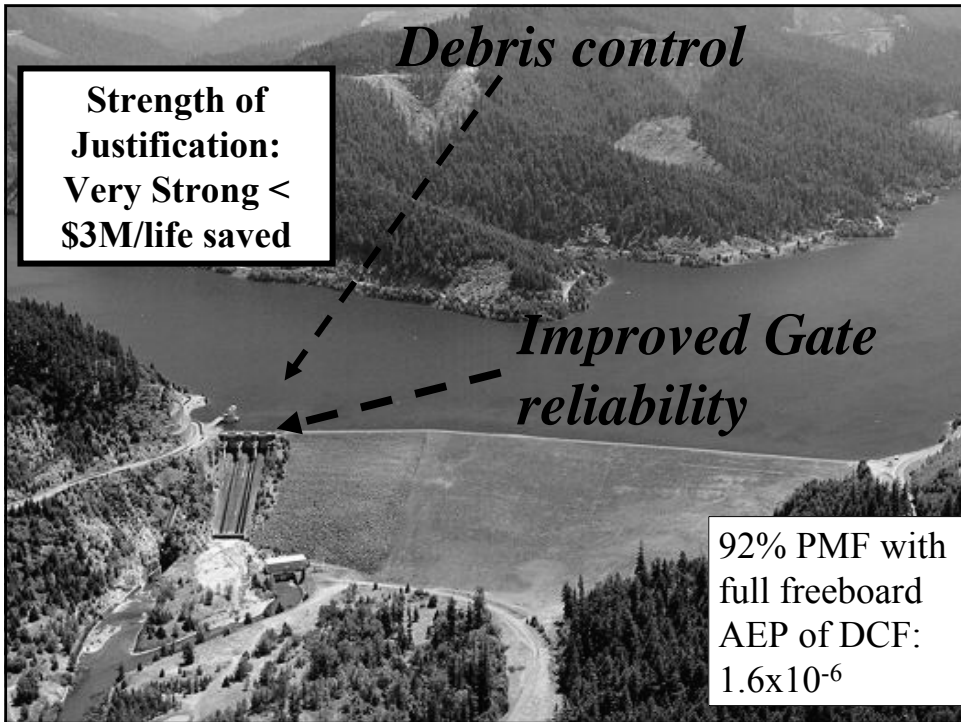 Debris control
Strength of
Justification:
Very Strong <
$3M/life saved
Improved Gate
reliability
92% PMF with
full freeboard
AEP of DCF:
1.6x10-6